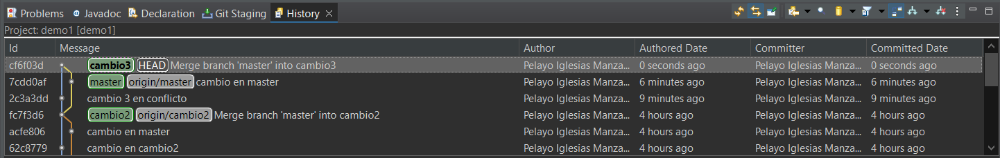 Problems Javadoc Declaration Git Staging History
Project: demo1 [demo1]
Id Message Author Authored Date Committer Committed Date
cf6f03d cambio3 HEAD Merge branch 'master' into cambio3 Pelayo Iglesias Manza... 0 seconds ago Pelayo Iglesias Manza... 0 seconds ago
7cdd0af master origin/master cambio en master Pelayo Iglesias Manza... 6 minutes ago Pelayo Iglesias Manza... 6 minutes ago
2c3a3dd cambio 3 en conflicto Pelayo Iglesias Manza... 9 minutes ago Pelayo Iglesias Manza... 9 minutes ago
fc7f3d6 cambio2 origin/cambio2 Merge branch 'master' into cambio2 Pelayo Iglesias Manza... 4 hours ago Pelayo Iglesias Manza... 4 hours ago
acfe806 cambio en master Pelayo Iglesias Manza... 4 hours ago Pelayo Iglesias Manza... 4 hours ago
62c8779 cambio en cambio2 Pelayo Iglesias Manza... 4 hours ago Pelayo Iglesias Manza... 4 hours ago